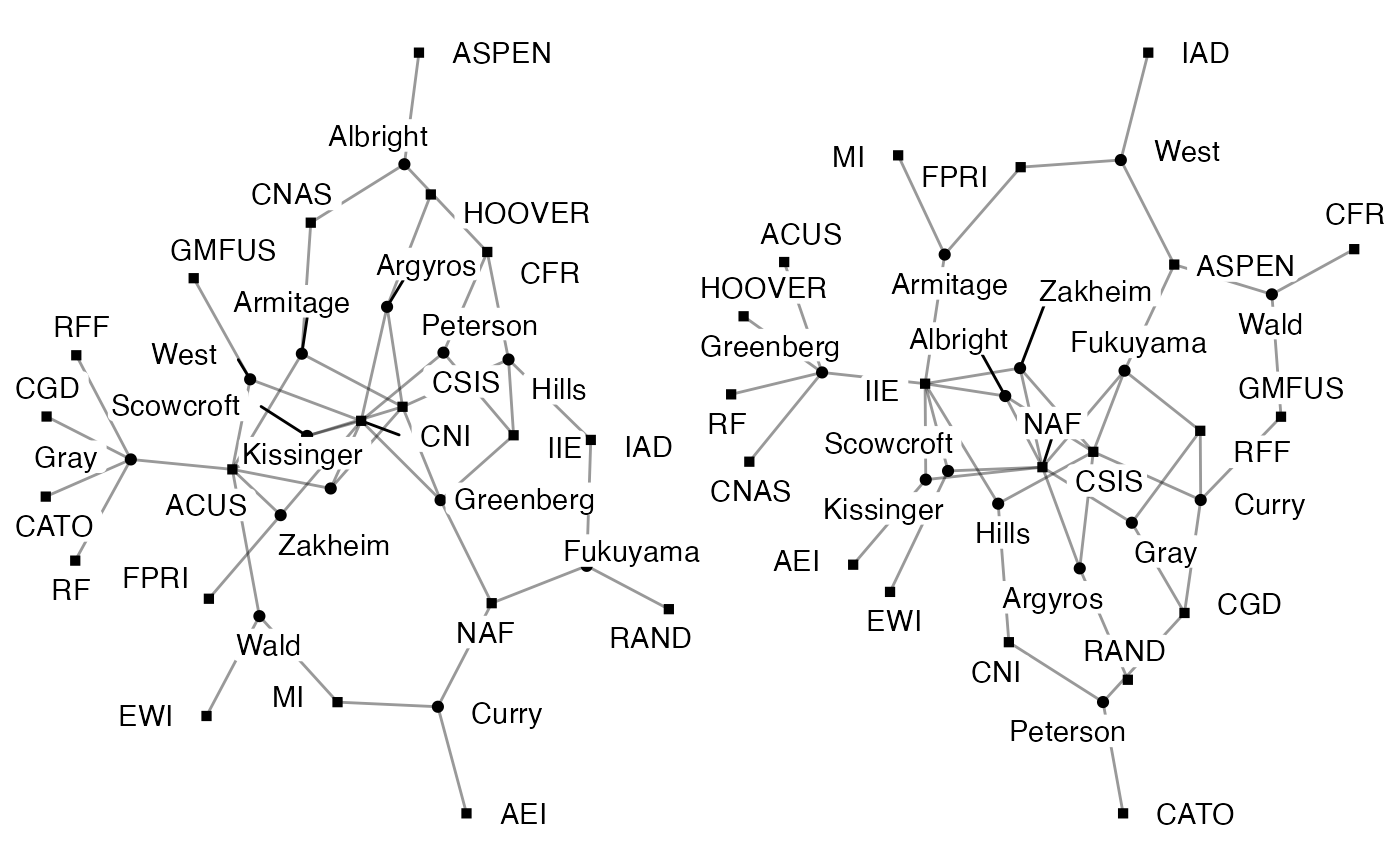 ASPEN
Albright
CNAS
HOOVER
GMFUS
Argyros
CFR
Armitage
RFF
Peterson
West
CGD
CSIS
Hills
Scowcroft
CNI
Gray
Kissinger
IIE
IAD
ACUS
Greenberg
CATO
Zakheim
Fukuyama
RF
FPRI
NAF
RAND
Wald
MI
EWI
Curry
AEI
IAD
MI
West
FPRI
CFR
ACUS
ASPEN
HOOVER
Armitage
Zakheim
Wald
Greenberg
Albright
Fukuyama
IIE
GMFUS
RF
NAF
Scowcroft
RFF
CNAS
CSIS
Kissinger
Curry
Hills
AEI
Gray
EWI
Argyros
CGD
CNI
RAND
Peterson
CATO